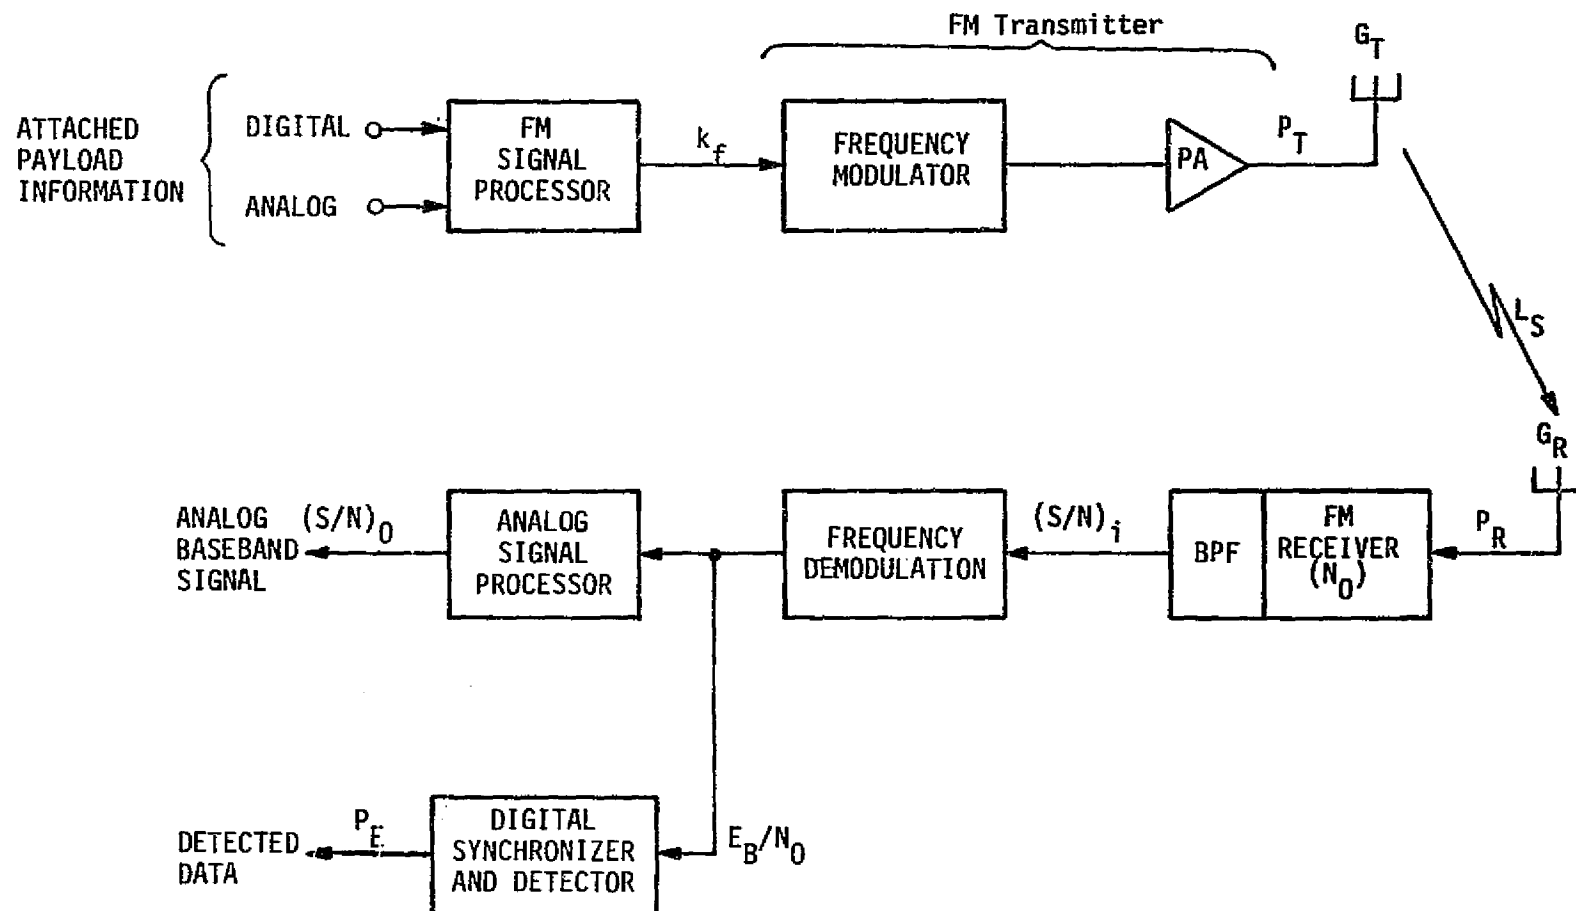 FM Transmitter
G_T
ATTACHED
PAYLOAD
INFORMATION
DIGITAL
ANALOG
FM
SIGNAL
PROCESSOR
k_f
FREQUENCY
MODULATOR
PA
P_T
L_S
G_R
ANALOG
BASEBAND
SIGNAL
(S/N)_0
ANALOG
SIGNAL
PROCESSOR
FREQUENCY
DEMODULATION
(S/N)_i
BPF
FM
RECEIVER
(N_0)
P_R
DETECTED
DATA
P_E
DIGITAL
SYNCHRONIZER
AND DETECTOR
E_B/N_0